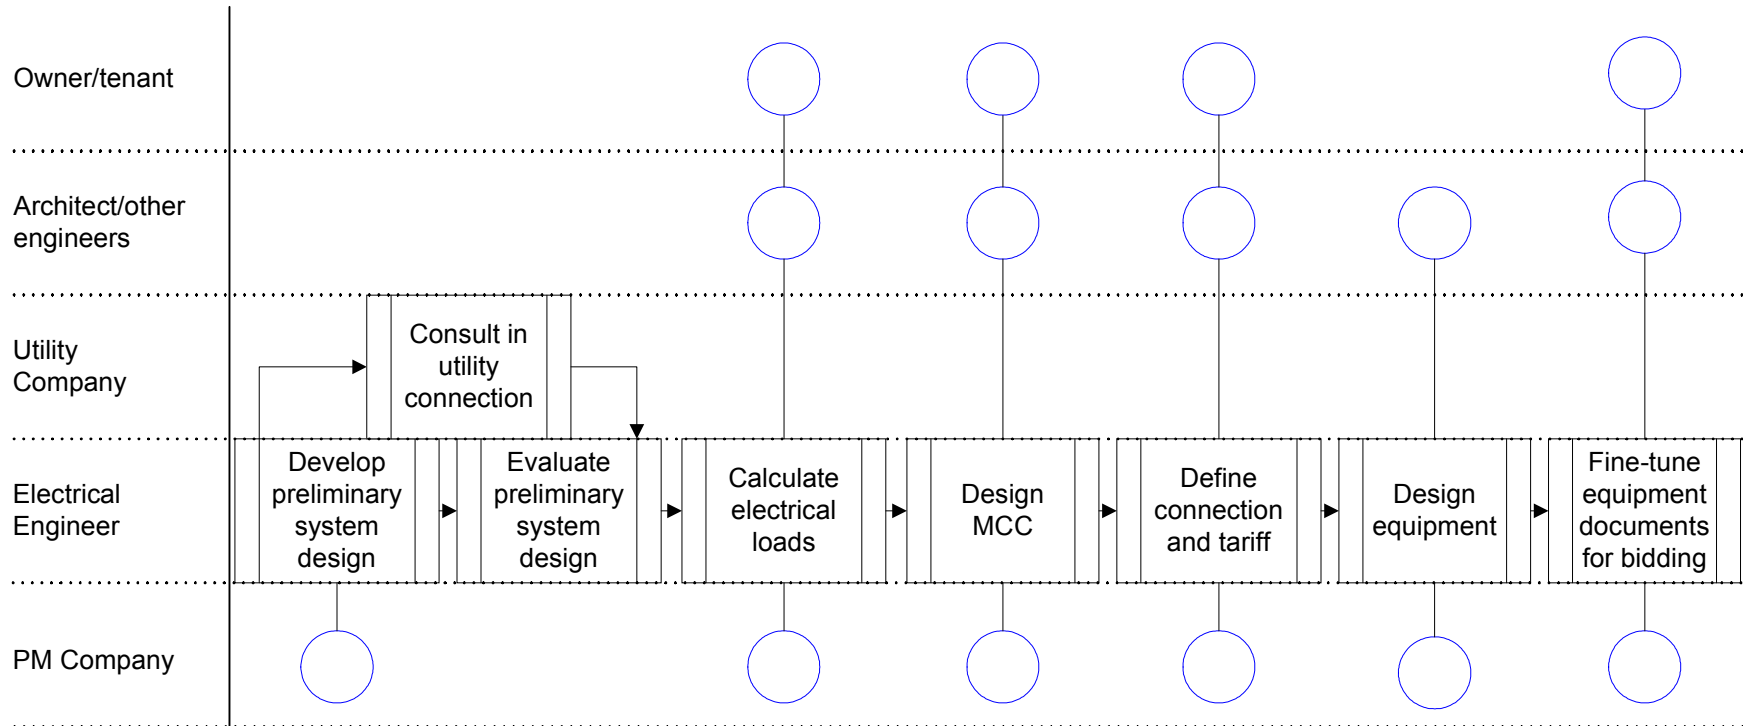 Owner/tenant
Architect/other
engineers
Utility
Company
Consult in
utility
connection
Electrical
Engineer
Develop
preliminary
system
design
Evaluate
preliminary
system
design
Calculate
electrical
loads
Design
MCC
Define
connection
and tariff
Design
equipment
Fine-tune
equipment
documents
for bidding
PM Company